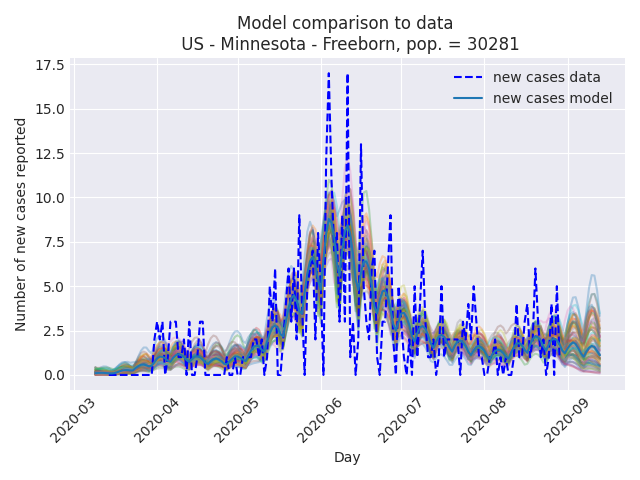 Model comparison to data
US - Minnesota - Freeborn, pop. = 30281
17.5
15.0
12.5
10.0
7.5
5.0
2.5
0.0
Number of new cases reported
new cases data
new cases model
2020-03
2020-04
2020-05
2020-06
2020-07
2020-08
2020-09
Day